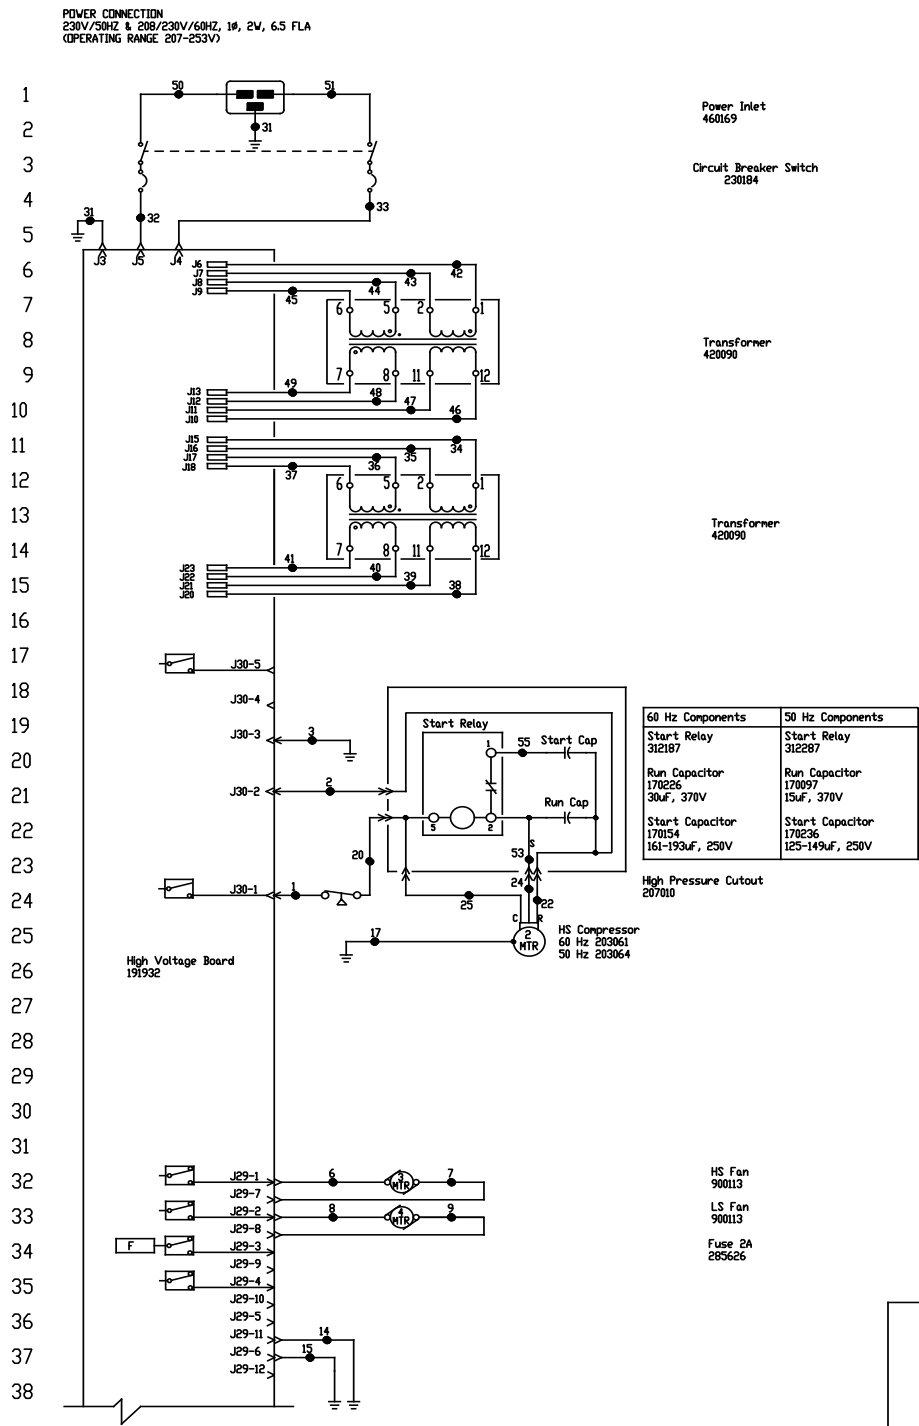 POWER CONNECTION
230V/50HZ & 208/230V/60HZ, 1Ø, 2W, 6.5 FLA
(OPERATING RANGE 207-253V)
1
50
51
Power Inlet
460169
2
31
3
Circuit Breaker Switch
230184
4
33
31
32
5
J3
J5
J4
6
J6
42
J7
43
J8
44
J9
45
7
6
5
2
1
8
Transformer
420090
9
7
8
11
12
J13
49
J12
48
10
J11
47
J10
46
11
J15
34
J16
35
J17
36
J18
37
12
6
5
2
1
13
Transformer
420090
14
7
8
11
12
J23
41
J22
40
15
J21
39
J20
38
16
17
J30-5
18
J30-4
19
J30-3
3
Start Relay
60 Hz Components
50 Hz Components
Start Relay
312187
Start Relay
312287
20
1
55
Start Cap
Run Capacitor
170226
30uF, 370V
Run Capacitor
170097
15uF, 370V
21
J30-2
2
Run Cap
22
5
2
Start Capacitor
170154
161-193uF, 250V
Start Capacitor
170236
125-149uF, 250V
23
20
S
53
24
J30-1
1
24
25
22
High Pressure Cutout
207010
C
R
25
17
2
MTR
HS Compressor
60 Hz 203061
50 Hz 203064
26
High Voltage Board
191932
27
28
29
30
31
32
J29-1
6
3
MTR
7
HS Fan
900113
J29-7
33
J29-2
8
4
MTR
9
LS Fan
900113
J29-8
34
F
J29-3
Fuse 2A
285626
J29-9
35
J29-4
J29-10
36
J29-5
J29-11
14
37
J29-6
15
J29-12
38